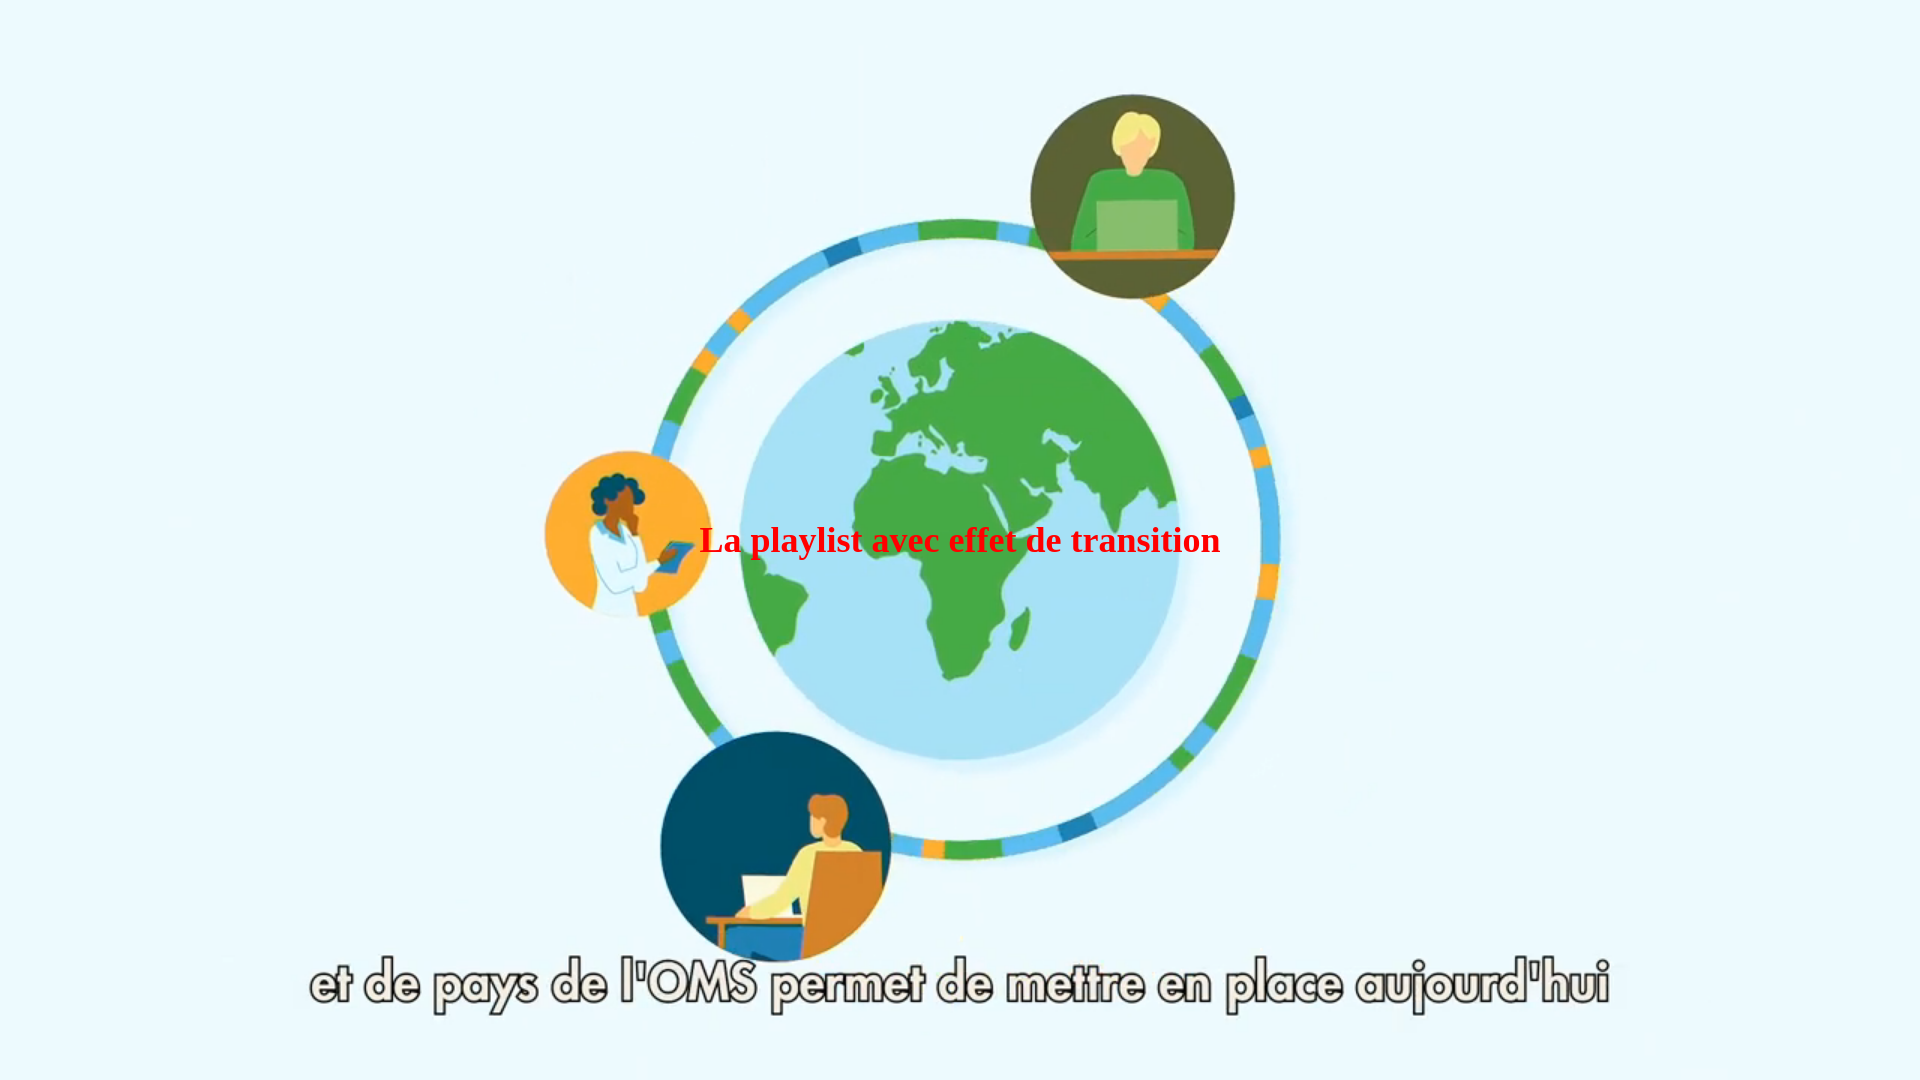 La playlist avec effet de transition
et de pays de l'OMS permet de mettre en place aujourd'hui